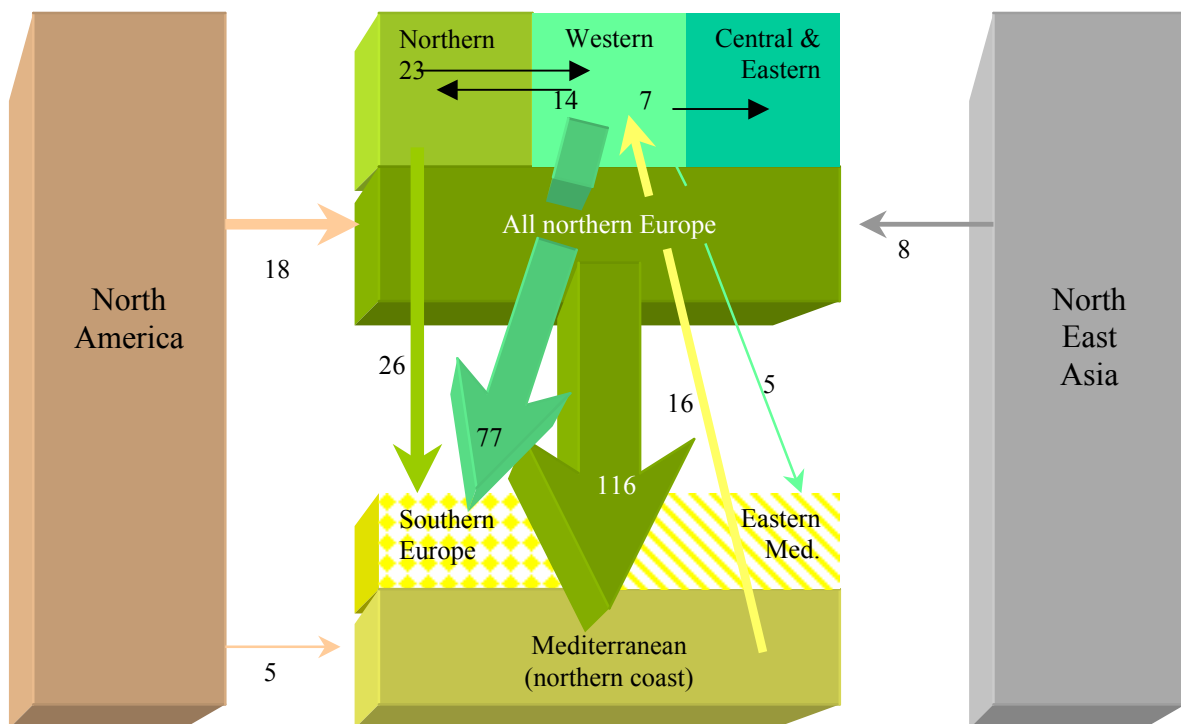 Northern
Western
Central &
Eastern
23
14
7
All northern Europe
18
8
North
America
North
East
Asia
26
5
16
77
116
Southern
Europe
Eastern
Med.
Mediterranean
(northern coast)
5